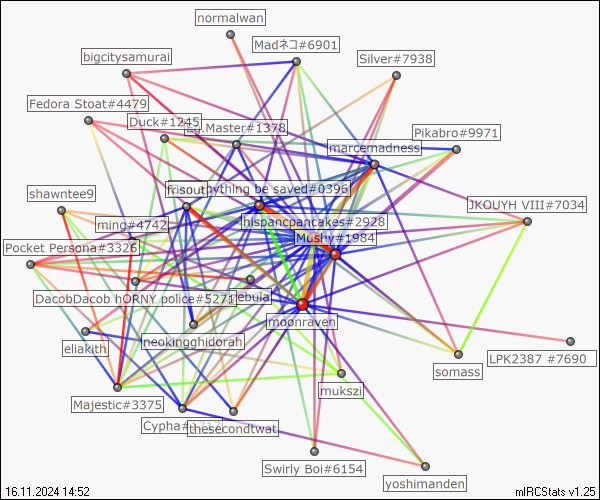 normalwan
Madネコ#6901
bigcitysamurai
Silver#7938
Fedora Stoat#4479
Duck#1245
Eg.Master#1378
Pikabro#9971
marcemadness
frisout
nything be saved#0396
shawntee9
JKOUYH VIII#7034
ming#4742
hispancpancakes#2928
Mushy#1984
Pocket Persona#3326
DacobDacob hORNY police#5271
ebula
moonraven
eliakith
neokingghidorah
LPK2387 #7690
somass
mukszi
Majestic#3375
Cypha
thesecondtwat
Swirly Boi#6154
yoshimanden
16.11.2024 14:52
mIRCStats v1.25